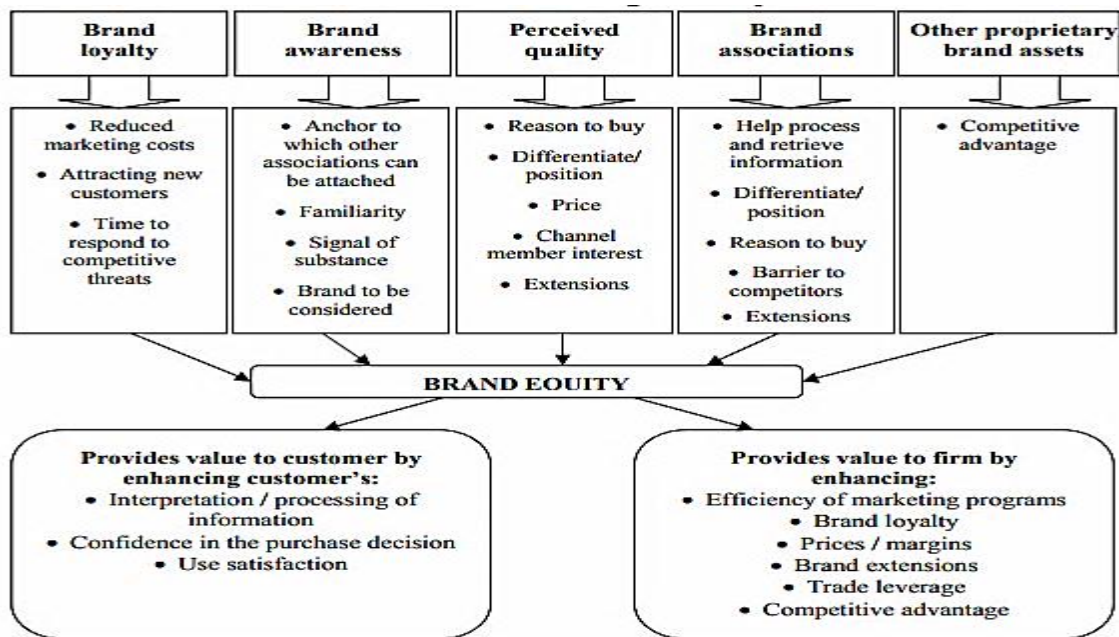 Brand
loyalty
Brand
awareness
Perceived
quality
Brand
associations
Other proprietary
brand assets
• Reduced
marketing costs
• Attracting new
customers
• Time to
respond to
competitive
threats
• Anchor to
which other
associations can
be attached
• Familiarity
• Signal of
substance
• Brand to be
considered
• Reason to buy
• Differentiate/
position
• Price
• Channel
member interest
• Extensions
• Help process
and retrieve
information
• Differentiate/
position
• Reason to buy
• Barrier to
competitors
• Extensions
• Competitive
advantage
BRAND EQUITY
Provides value to customer by
enhancing customer's:
• Interpretation / processing of
information
• Confidence in the purchase decision
• Use satisfaction
Provides value to firm by
enhancing:
• Efficiency of marketing programs
• Brand loyalty
• Prices / margins
• Brand extensions
• Trade leverage
• Competitive advantage